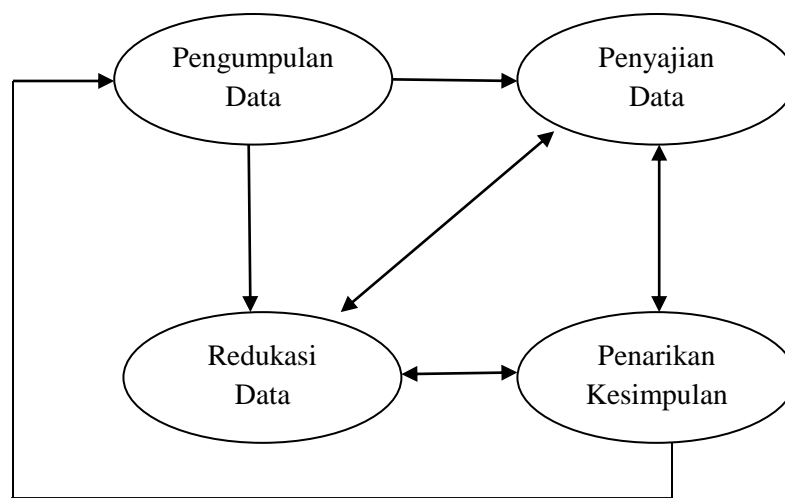 Pengumpulan
Data
Penyajian
Data
Redukasi
Data
Penarikan
Kesimpulan